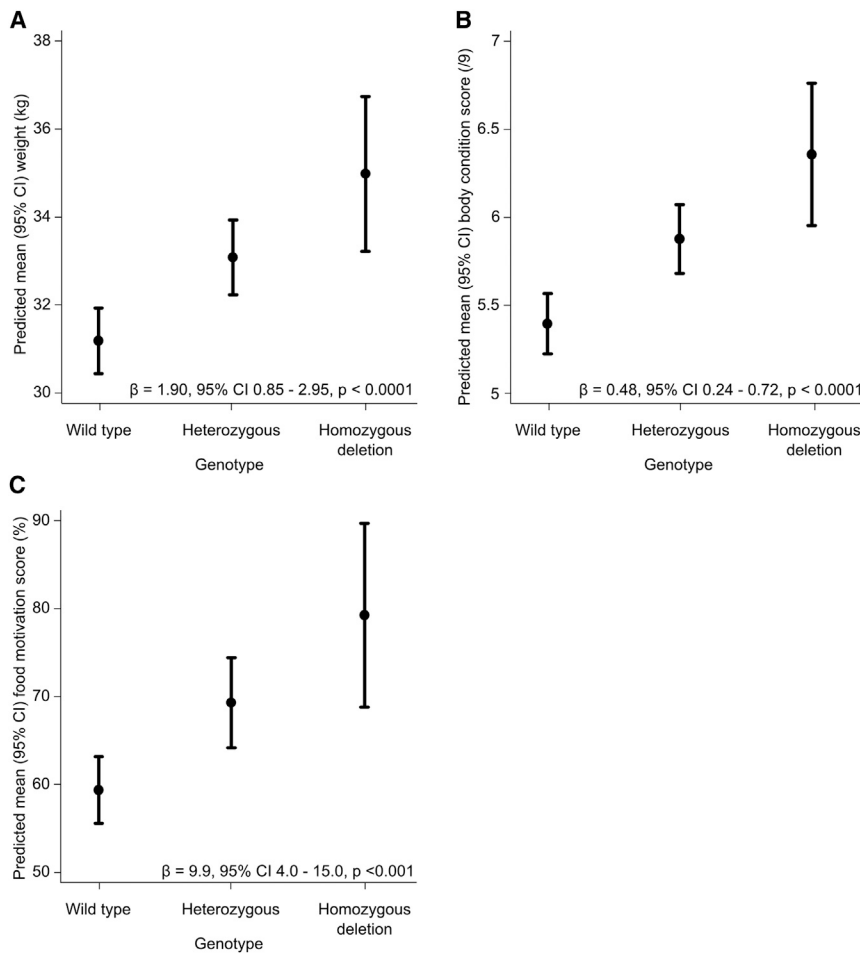 A
Predicted mean (95% CI) weight (kg)
38
36
34
32
30
β = 1.90, 95% CI 0.85 - 2.95, p < 0.0001
Wild type
Heterozygous
Homozygous
deletion
Genotype
B
Predicted mean (95% CI) body condition score (/9)
7
6.5
6
5.5
5
β = 0.48, 95% CI 0.24 - 0.72, p < 0.0001
Wild type
Heterozygous
Homozygous
deletion
Genotype
C
Predicted mean (95% CI) food motivation score (%)
90
80
70
60
50
β = 9.9, 95% CI 4.0 - 15.0, p <0.001
Wild type
Heterozygous
Homozygous
deletion
Genotype